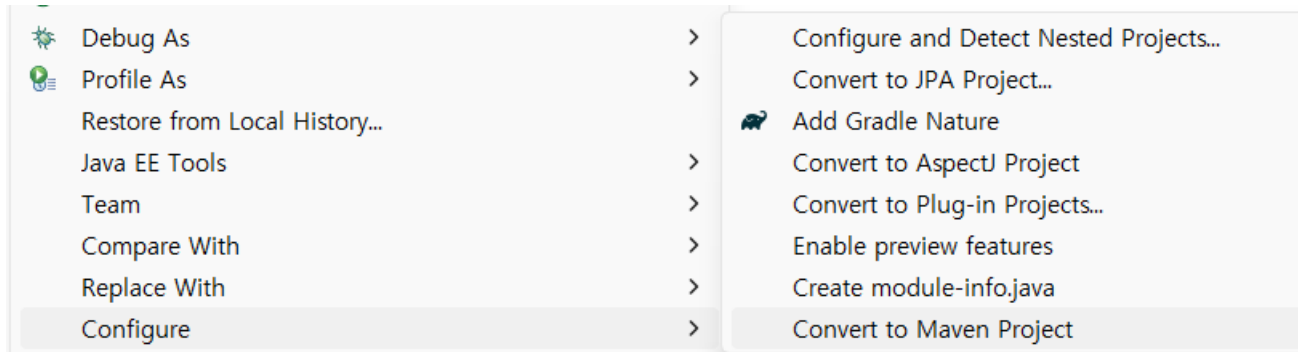 Debug As
Profile As
Restore from Local History...
Java EE Tools
Team
Compare With
Replace With
Configure
Configure and Detect Nested Projects...
Convert to JPA Project...
Add Gradle Nature
Convert to AspectJ Project
Convert to Plug-in Projects...
Enable preview features
Create module-info.java
Convert to Maven Project